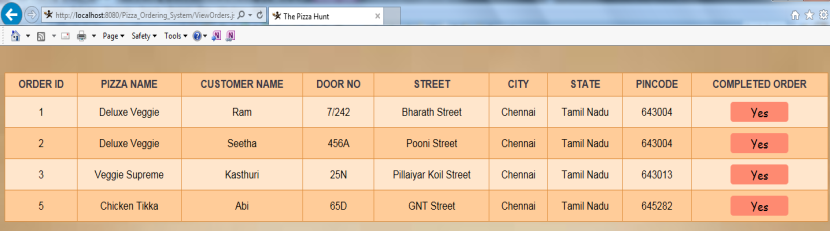 http://localhost:8080/Pizza_Ordering_System/ViewOrders.js
The Pizza Hunt
Page Safety Tools
ORDER ID PIZZA NAME CUSTOMER NAME DOOR NO STREET CITY STATE PINCODE COMPLETED ORDER
1 Deluxe Veggie Ram 7/242 Bharath Street Chennai Tamil Nadu 643004 Yes
2 Deluxe Veggie Seetha 456A Pooni Street Chennai Tamil Nadu 643004 Yes
3 Veggie Supreme Kasthuri 25N Pillaiyar Koil Street Chennai Tamil Nadu 643013 Yes
5 Chicken Tikka Abi 65D GNT Street Chennai Tamil Nadu 645282 Yes